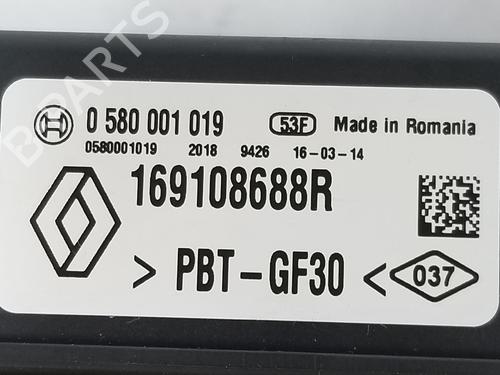 B-PARTS
0 580 001 019 53F Made in Romania
0580001019 2018 9426 16-03-14
169108688R
> PBT-GF30 < 037